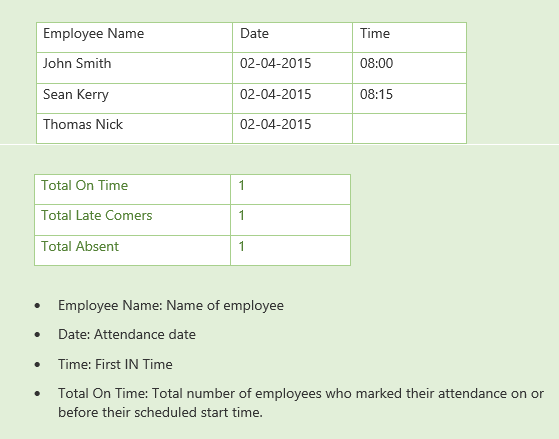 Employee Name Date Time
John Smith 02-04-2015 08:00
Sean Kerry 02-04-2015 08:15
Thomas Nick 02-04-2015
Total On Time 1
Total Late Comers 1
Total Absent 1
• Employee Name: Name of employee
• Date: Attendance date
• Time: First IN Time
• Total On Time: Total number of employees who marked their attendance on or
before their scheduled start time.